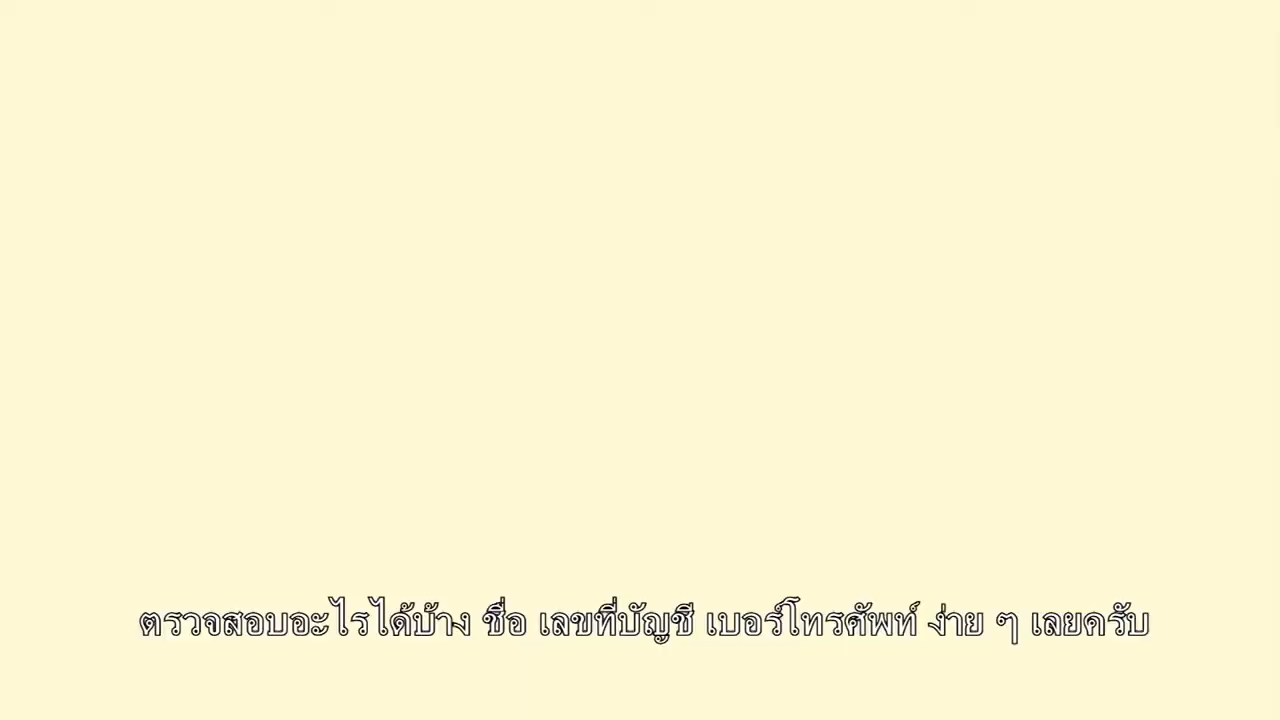 ตรวจสอบอะไรได้บ้าง ชื่อ เลขที่บัญชี เบอร์โทรศัพท์ ง่าย ๆ เลยครับ